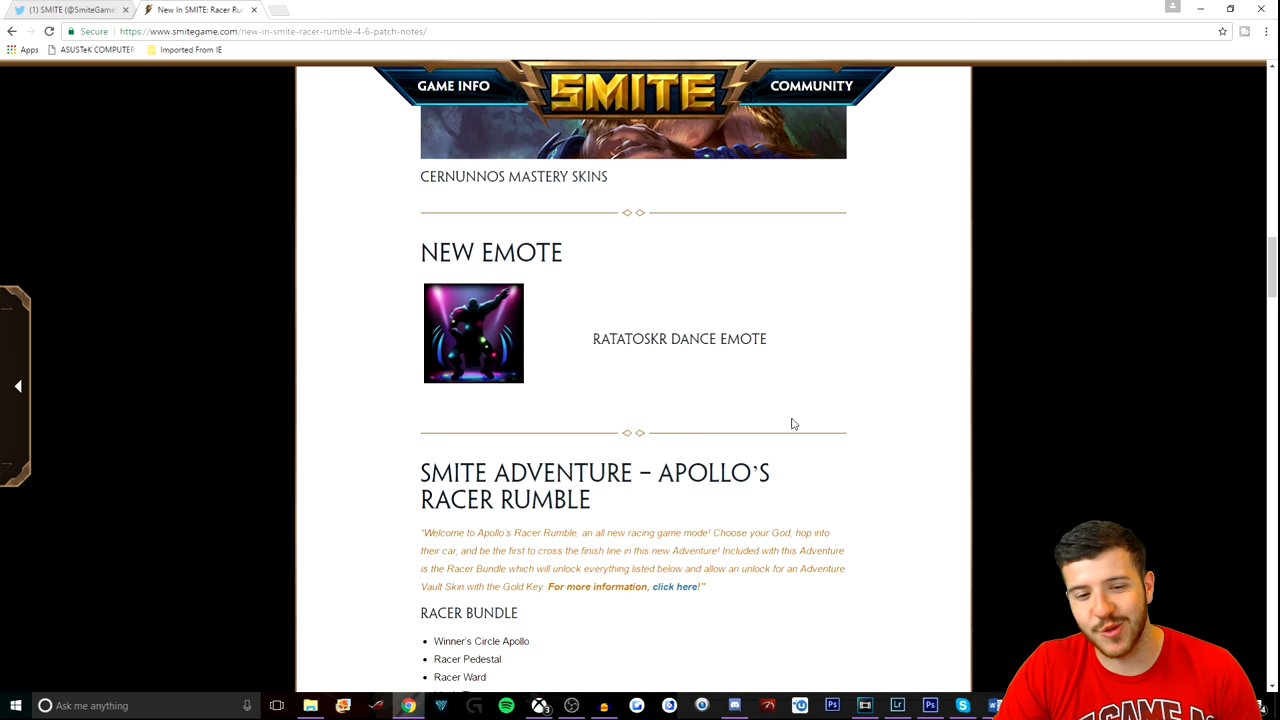 (1) SMITE (@SmiteGame
New In SMITE: Racer Ru
Secure
https://www.smitegame.com/new-in-smite-racer-rumble-4-6-patch-notes/
Apps
ASUSTeK COMPUTER
Imported From IE
GAME INFO
SMITE
COMMUNITY
CERNUNNOS MASTERY SKINS
NEW EMOTE
RATATOSKR DANCE EMOTE
SMITE ADVENTURE – APOLLO'S
RACER RUMBLE
"Welcome to Apollo's Racer Rumble, an all new racing game mode! Choose your God, hop into
their car, and be the first to cross the finish line in this new Adventure! Included with this Adventure
is the Racer Bundle which will unlock everything listed below and allow an unlock for an Adventure
Vault Skin with the Gold Key. For more information, click here!"
RACER BUNDLE
• Winner's Circle Apollo
• Racer Pedestal
• Racer Ward
Ask me anything